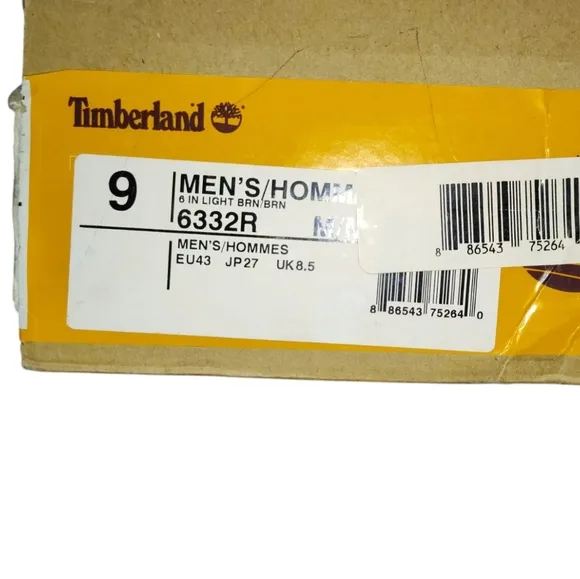 Timberland
9
MEN'S/HOMM
6 IN LIGHT BRN/BRN
6332R M/
MEN'S/HOMMES
EU43 JP27 UK8.5
8 86543 75264
8 86543 75264 0